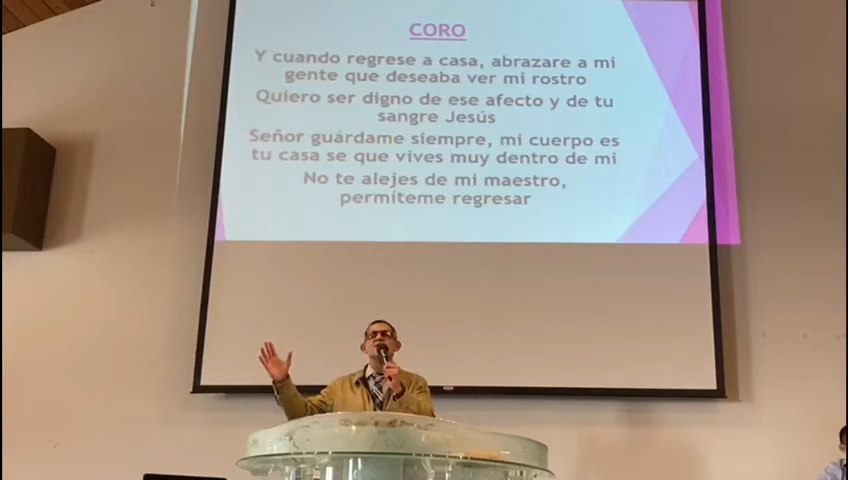 CORO
Y cuando regrese a casa, abrazare a mi
gente que deseaba ver mi rostro
Quiero ser digno de ese afecto y de tu
sangre Jesús
Señor guárdame siempre, mi cuerpo es
tu casa se que vives muy dentro de mi
No te alejes de mi maestro,
permíteme regresar